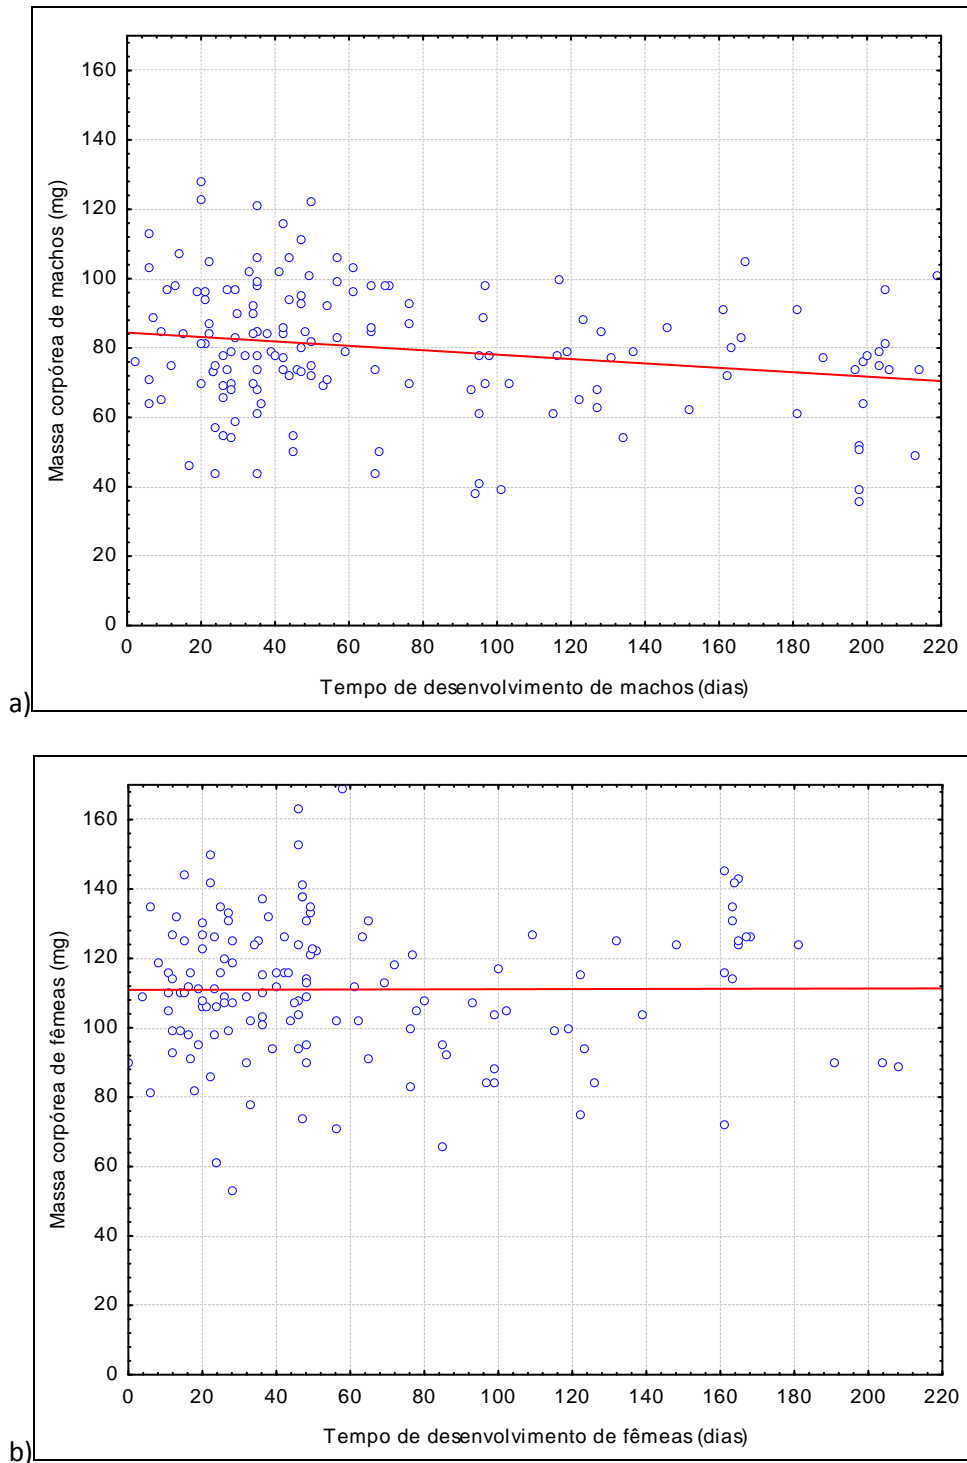 160
140
120
100
80
60
40
20
0
Massa corpórea de machos (mg)
0 20 40 60 80 100 120 140 160 180 200 220
Tempo de desenvolvimento de machos (dias)
a)
160
140
120
100
80
60
40
20
0
Massa corpórea de fêmeas (mg)
0 20 40 60 80 100 120 140 160 180 200 220
Tempo de desenvolvimento de fêmeas (dias)
b)